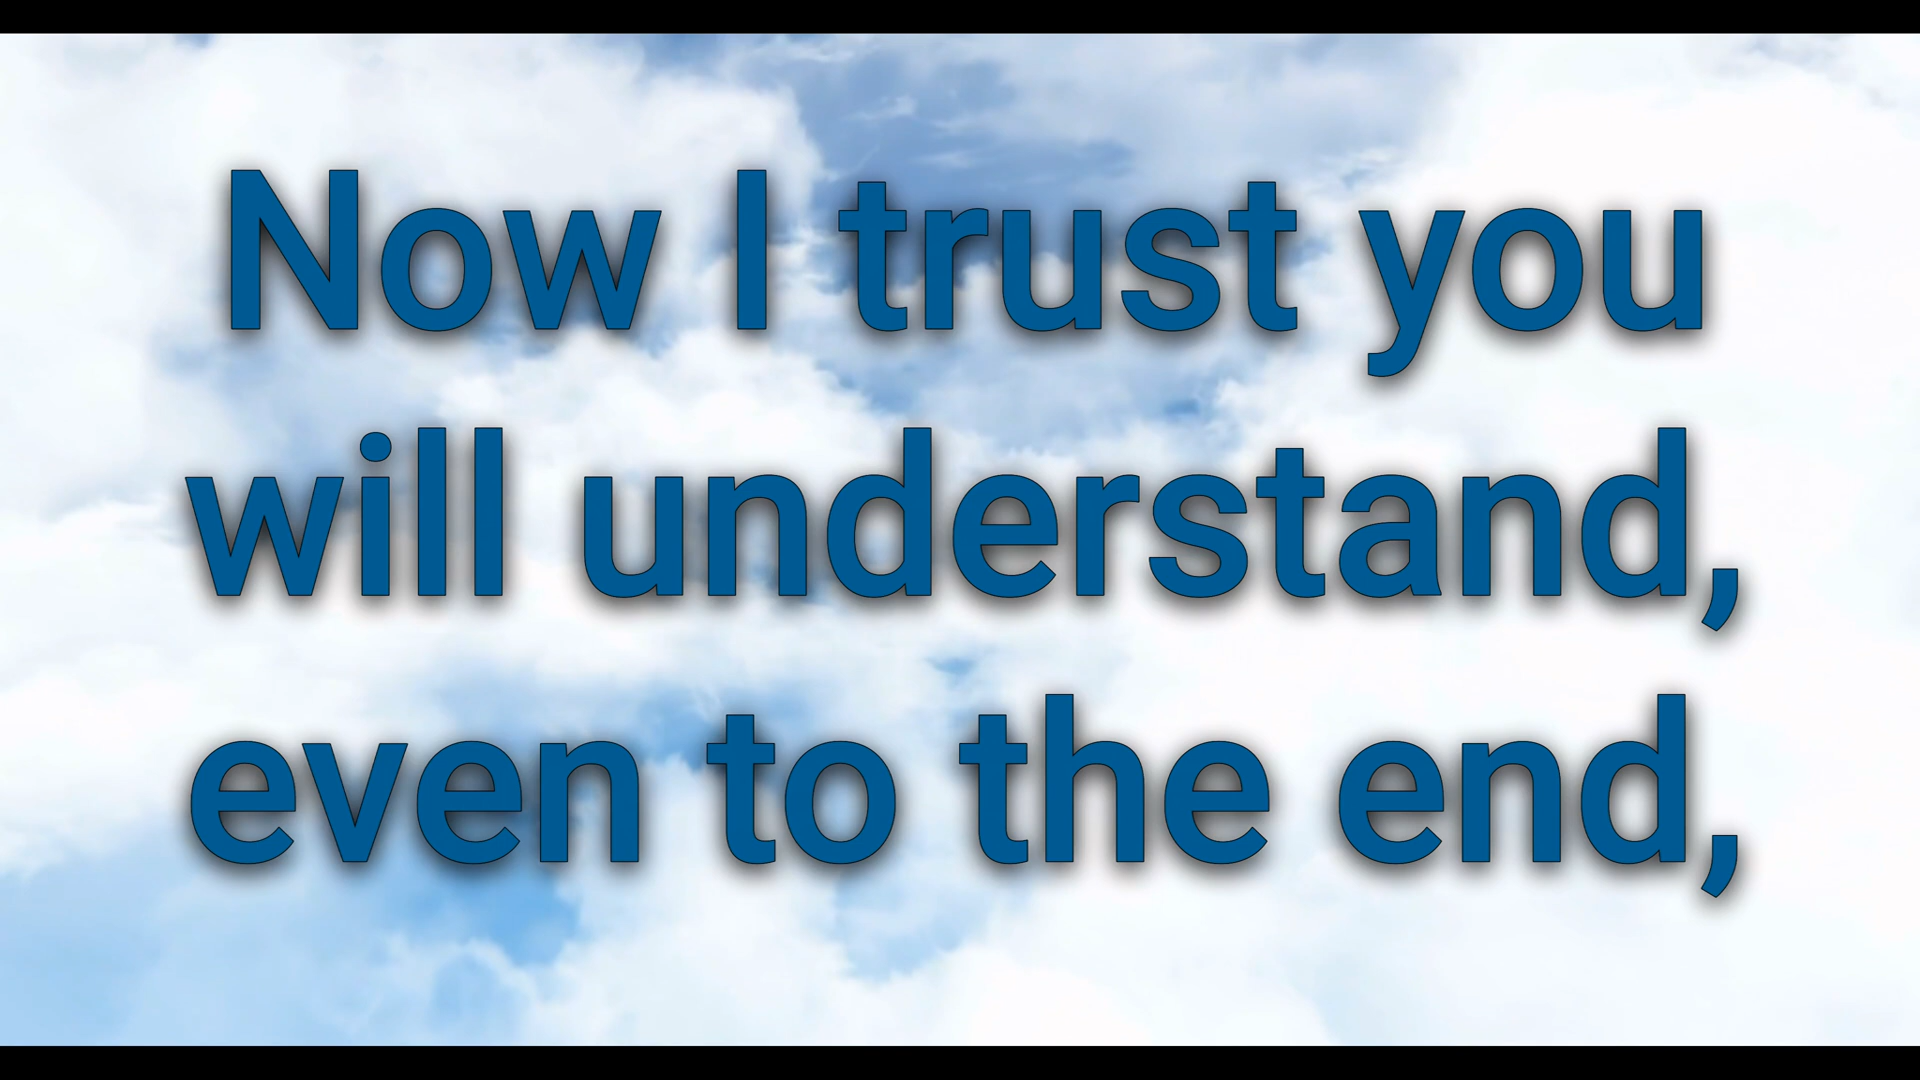 Now I trust you
will understand,
even to the end,